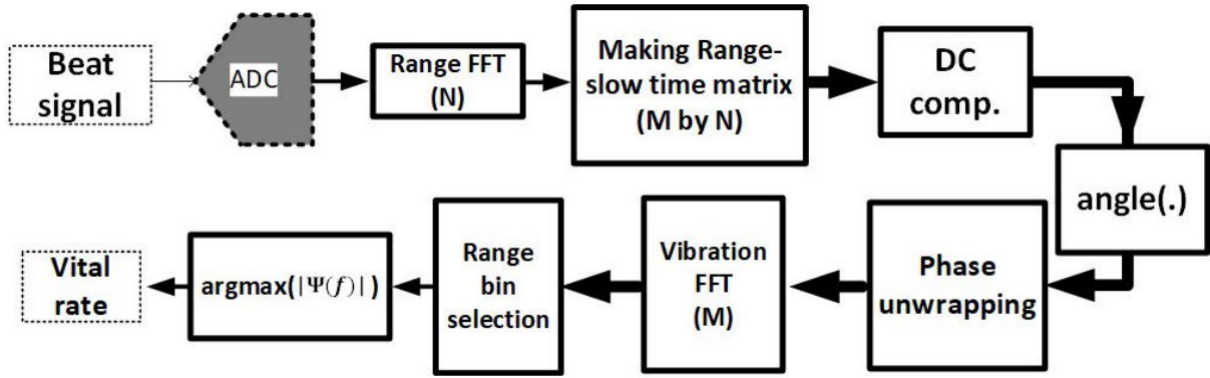 Beat
signal
ADC
Range FFT
(N)
Making Range-
slow time matrix
(M by N)
DC
comp.
angle(.)
Phase
unwrapping
Vibration
FFT
(M)
Range
bin
selection
argmax(|Ψ(f)|)
Vital
rate